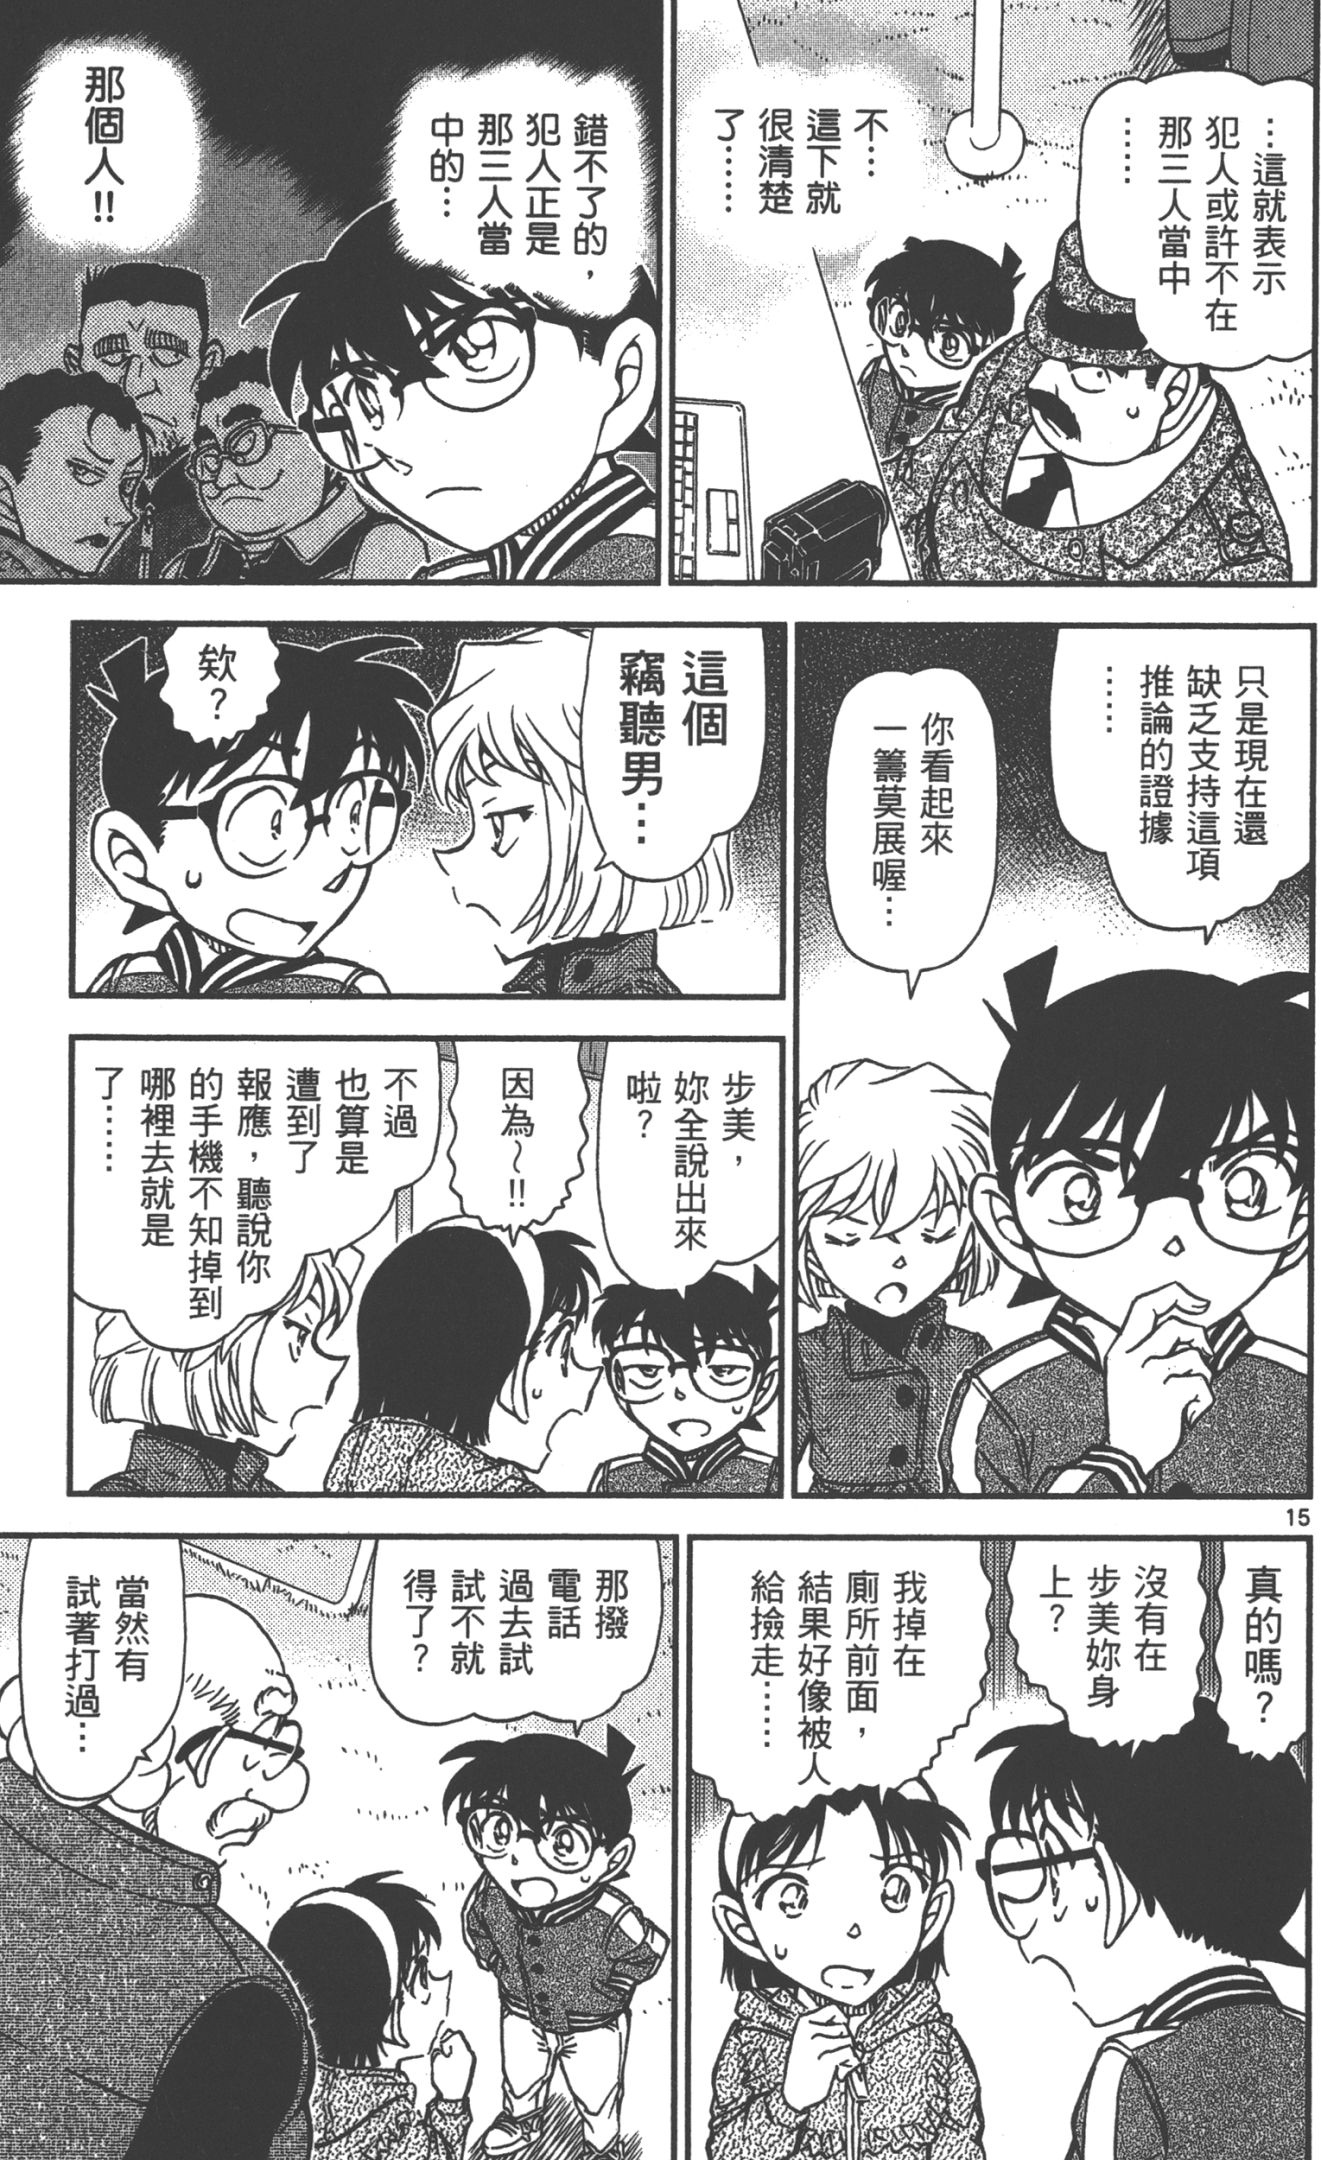 …這就表示
犯人或許不在
那三人當中
……
不…
這下就
很清楚
了……
錯不了的，
犯人正是
那三人當
中的…
那個人!!
只是現在還
缺乏支持這項
推論的證據
……
你看起來
一籌莫展喔…
這個
竊聽男…
欸？
步美，
妳全說出來
啦？
因為～!!
不過
也算是
遭到了
報應，聽說你
的手機不知掉到
哪裡去就是
了……
15
真的嗎？
沒有在
步美妳身
上？
我掉在
廁所前面，
結果好像被人
給撿走……
那撥
電話
過去試
試不就
得了？
當然有
試著打過…